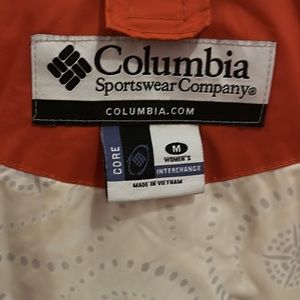 Columbia
Sportswear Company®
COLUMBIA.COM
CORE
M
WOMEN'S
INTERCHANGE
MADE IN VIETNAM